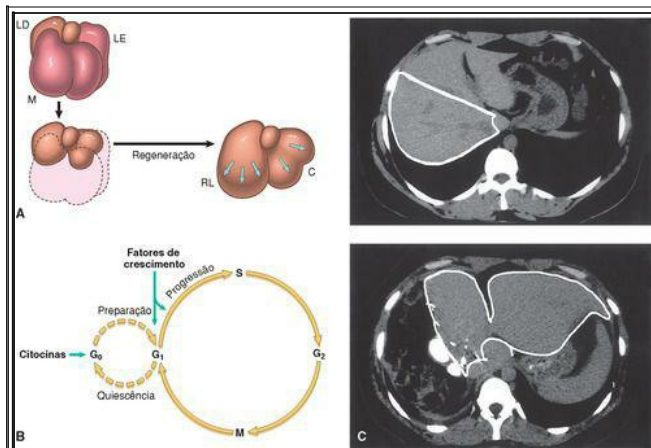 LD
LE
M
Regeneração
RL
C
A
Fatores de
crescimento
Progressão
S
Preparação
Citocinas
G0
G1
G2
Quiescência
M
B
C